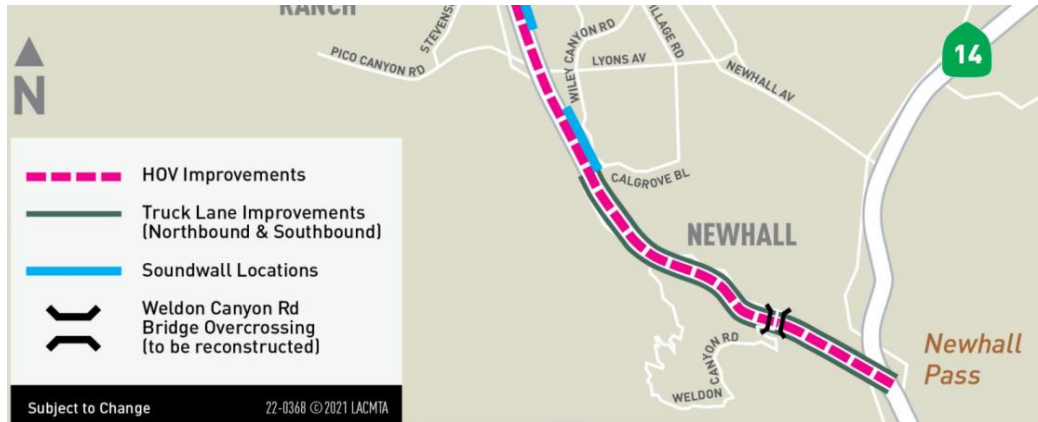 RANCH
STEVENS
PICO CANYON RD
WILEY CANYON RD
VILLAGE RD
LYONS AV
NEWHALL AV
14
N
CALGROVE BL
NEWHALL
WELDON
CANYON RD
Newhall
Pass
HOV Improvements
Truck Lane Improvements
(Northbound & Southbound)
Soundwall Locations
Weldon Canyon Rd
Bridge Overcrossing
(to be reconstructed)
Subject to Change
22-0368 ©2021 LACMTA